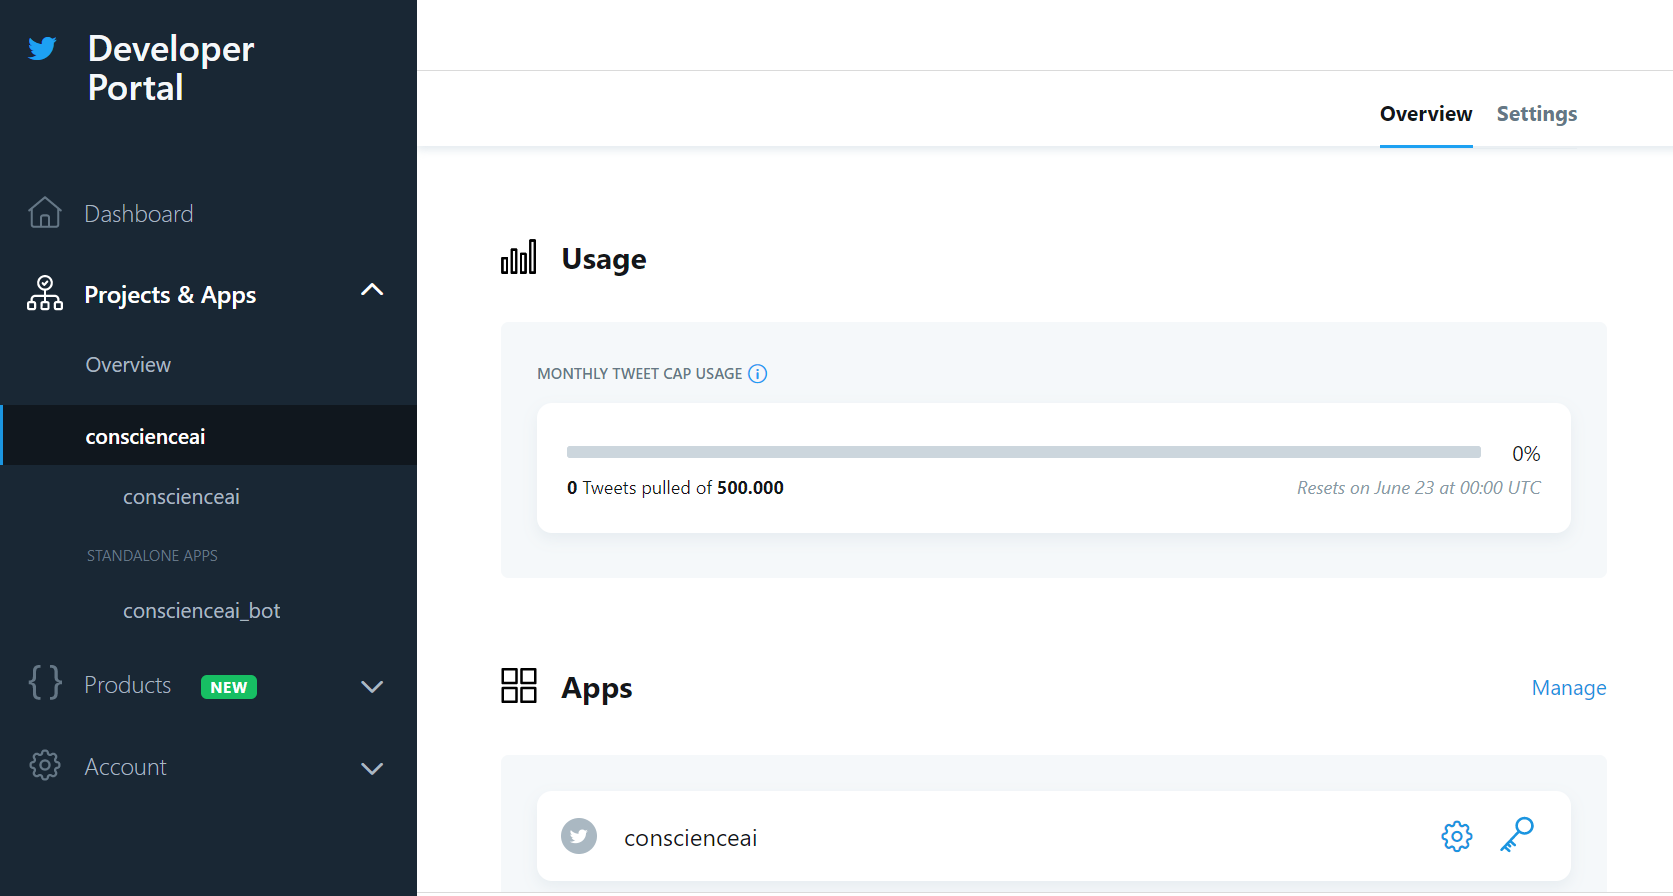 Developer
Portal
Dashboard
Projects & Apps
Overview
conscienceai
conscienceai
STANDALONE APPS
conscienceai_bot
Products NEW
Account
Overview Settings
Usage
MONTHLY TWEET CAP USAGE
0%
0 Tweets pulled of 500.000 Resets on June 23 at 00:00 UTC
Apps Manage
conscienceai